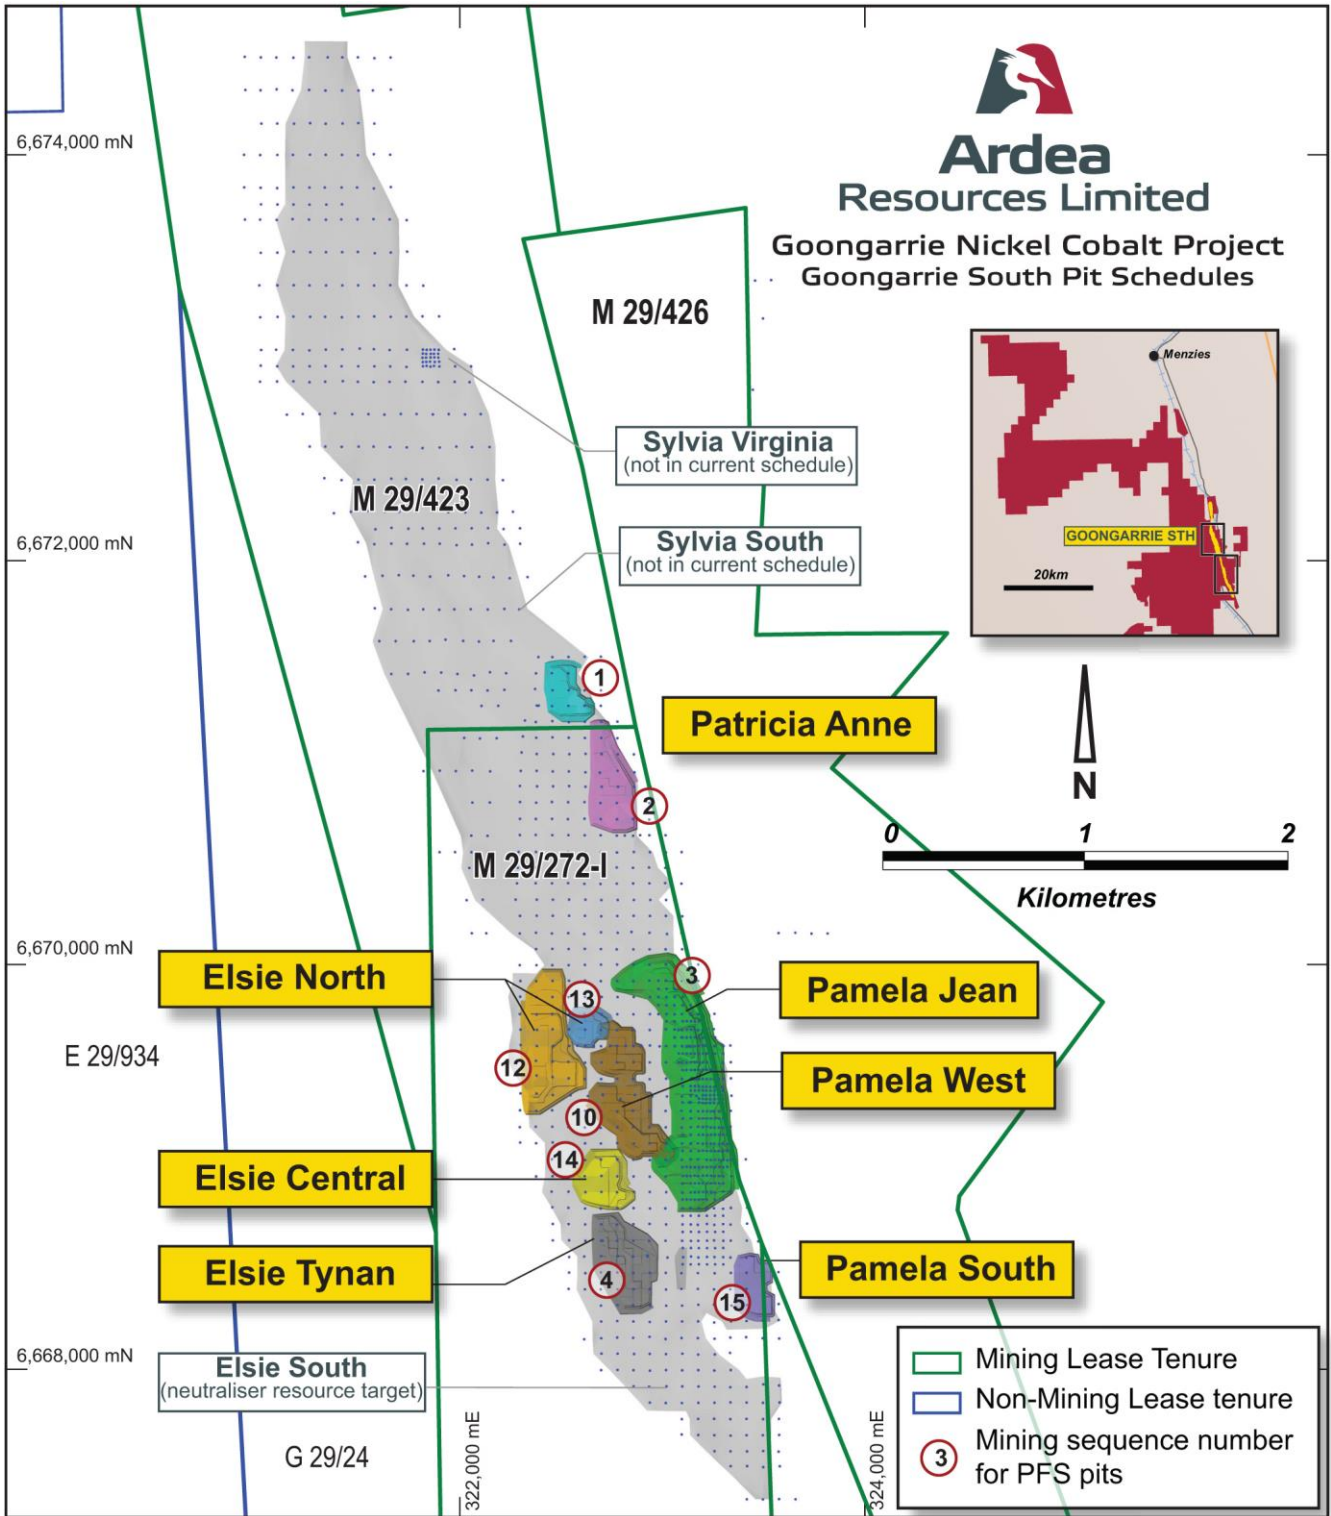 Ardea
Resources Limited
Goongarrie Nickel Cobalt Project
Goongarrie South Pit Schedules
6,674,000 mN
M 29/426
Menzies
GOONGARRIE STH
20km
Sylvia Virginia
(not in current schedule)
M 29/423
6,672,000 mN
Sylvia South
(not in current schedule)
1
Patricia Anne
N
2
0 1 2
Kilometres
M 29/272-I
6,670,000 mN
Elsie North
13
3
Pamela Jean
E 29/934
12
Pamela West
10
14
Elsie Central
Elsie Tynan
4
15
Pamela South
6,668,000 mN
Elsie South
(neutraliser resource target)
G 29/24
322,000 mE
324,000 mE
Mining Lease Tenure
Non-Mining Lease tenure
3
Mining sequence number
for PFS pits